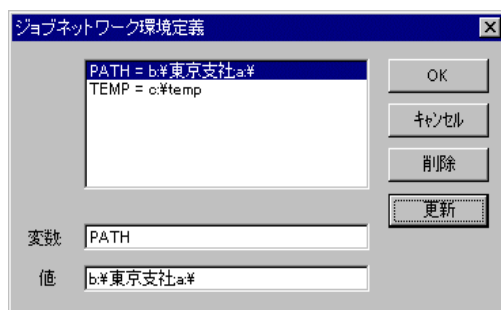 ジョブネットワーク環境定義
PATH = b:¥東京支社;a:¥
TEMP = c:¥temp
OK
キャンセル
削除
更新
変数:
PATH
値:
b:¥東京支社;a:¥